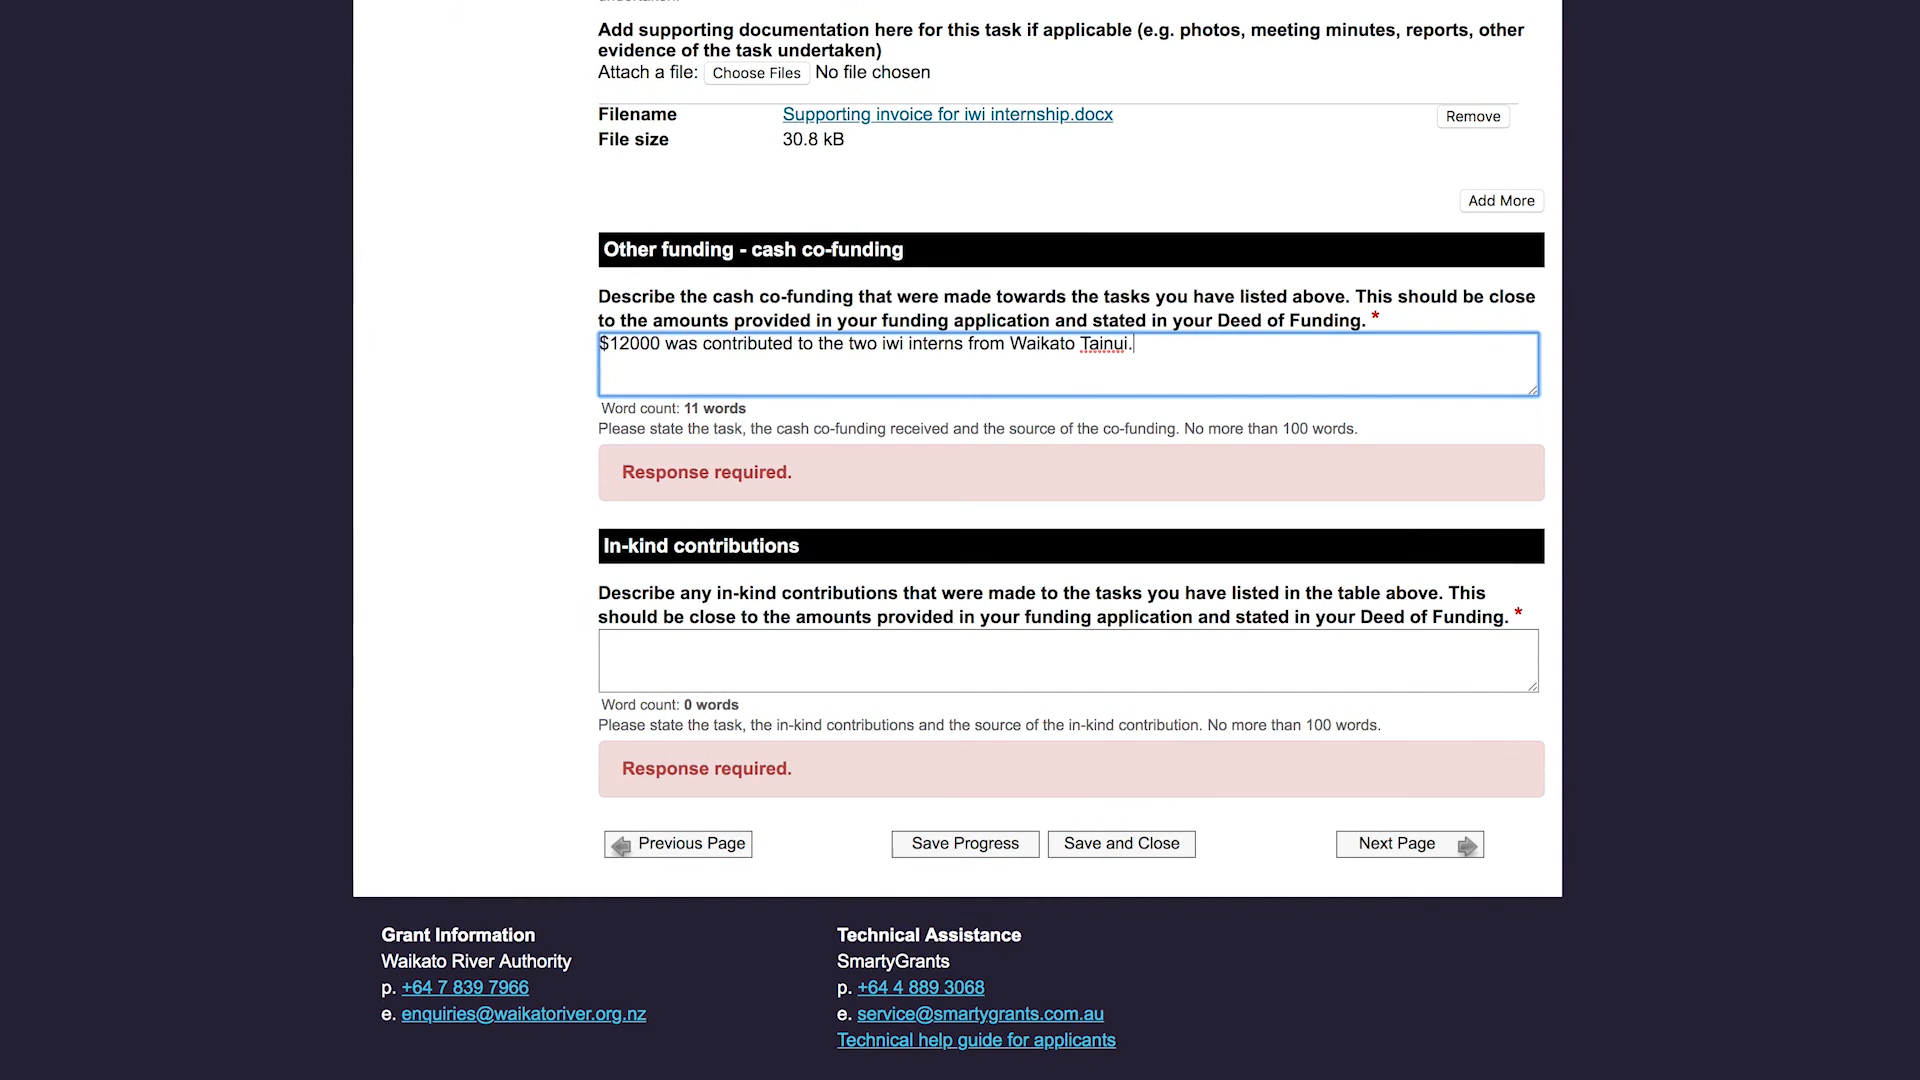 undertaken.
Add supporting documentation here for this task if applicable (e.g. photos, meeting minutes, reports, other
evidence of the task undertaken)
Attach a file: Choose Files No file chosen
Filename Supporting invoice for iwi internship.docx Remove
File size 30.8 kB
Add More
Other funding - cash co-funding
Describe the cash co-funding that were made towards the tasks you have listed above. This should be close
to the amounts provided in your funding application and stated in your Deed of Funding. *
$12000 was contributed to the two iwi interns from Waikato Tainui.
Word count: 11 words
Please state the task, the cash co-funding received and the source of the co-funding. No more than 100 words.
Response required.
In-kind contributions
Describe any in-kind contributions that were made to the tasks you have listed in the table above. This
should be close to the amounts provided in your funding application and stated in your Deed of Funding. *
Word count: 0 words
Please state the task, the in-kind contributions and the source of the in-kind contribution. No more than 100 words.
Response required.
Previous Page Save Progress Save and Close Next Page
Grant Information
Waikato River Authority
p. +64 7 839 7966
e. enquiries@waikatoriver.org.nz
Technical Assistance
SmartyGrants
p. +64 4 889 3068
e. service@smartygrants.com.au
Technical help guide for applicants